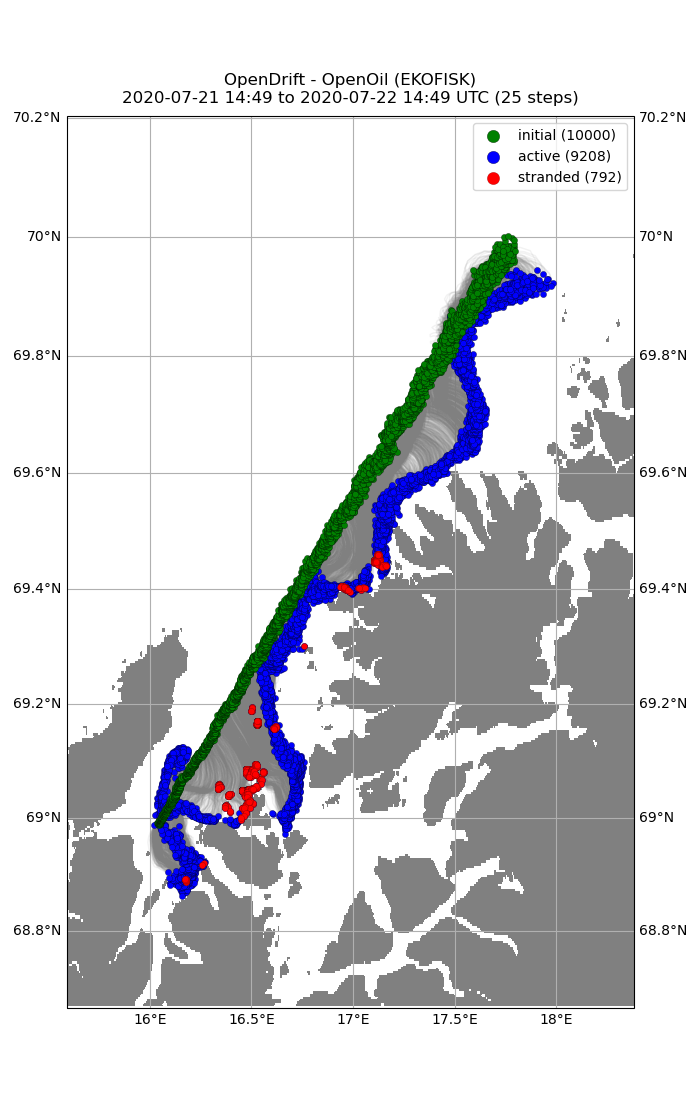 OpenDrift - OpenOil (EKOFISK)
2020-07-21 14:49 to 2020-07-22 14:49 UTC (25 steps)
70.2°N
70.2°N
initial (10000)
active (9208)
stranded (792)
70°N
70°N
69.8°N
69.8°N
69.6°N
69.6°N
69.4°N
69.4°N
69.2°N
69.2°N
69°N
69°N
68.8°N
68.8°N
16°E
16.5°E
17°E
17.5°E
18°E